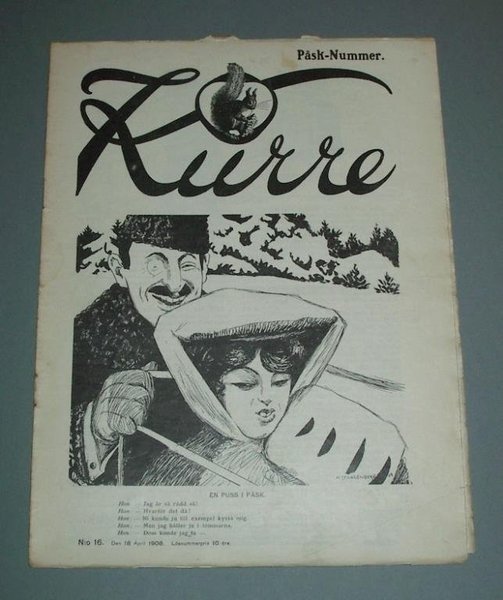 Påsk-Nummer.
Kurre
EN PUSS I PÅSK.
Hon — Jag är så rädd så!
Han — Hvarför det då?
Hon — Ni kunde ju till exempel kyssa mig.
Han — Men jag håller ju i tömmarna.
Hon — Dom kunde jag ta —
N:o 16. Den 18 April 1908. Lösnummerpris 10 öre.